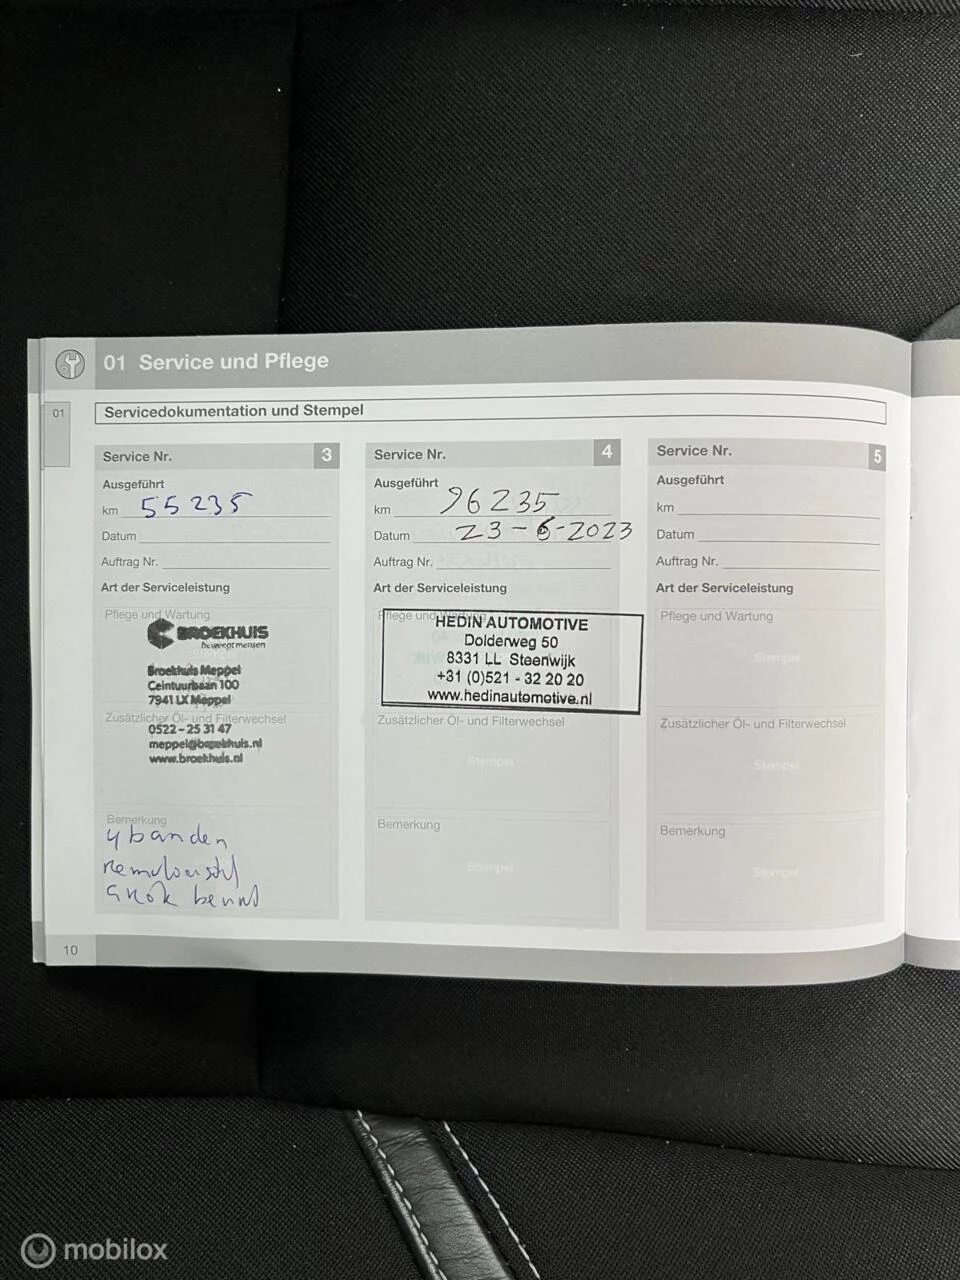 01 Service und Pflege
01
Servicedokumentation und Stempel
Service Nr. 3
Ausgeführt
km 55235
Datum
Auftrag Nr.
Art der Serviceleistung
Pflege und Wartung
BROEKHUIS
beweegt mensen
Broekhuis Meppel
Ceintuurbaan 100
7941 LX Meppel
Zusätzlicher Öl- und Filterwechsel
0522-25 31 47
meppel@broekhuis.nl
www.broekhuis.nl
Bemerkung
4 banden
Service Nr. 4
Ausgeführt
km 96235
Datum 23-6-2023
Auftrag Nr.
Art der Serviceleistung
Pflege und Wartung
HEDIN AUTOMOTIVE
Dolderweg 50
8331 LL Steenwijk
+31 (0)521 - 32 20 20
www.hedinautomotive.nl
Zusätzlicher Öl- und Filterwechsel
Stempel
Bemerkung
Stempel
Service Nr. 5
Ausgeführt
km
Datum
Auftrag Nr.
Art der Serviceleistung
Pflege und Wartung
Stempel
Zusätzlicher Öl- und Filterwechsel
Stempel
Bemerkung
Stempel
10
mobilox